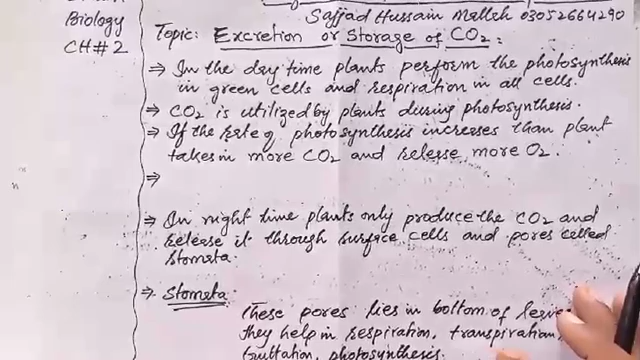 Biology
CH#2
Sajjad Hussain Mallah 03052664290
Topic: Excretion or Storage of CO2:
⇒ In the day time plants perform the photosynthesis
in green cells and respiration in all cells.
⇒ CO2 is utilized by plants during photosynthesis.
⇒ If the rate of photosynthesis increases than plant
takes in more CO2 and release more O2.
⇒
⇒ In night time plants only produce the CO2 and
release it through surface cells and pores called
Stomata.
⇒ Stomata:
These pores lies in bottom of
they help in respiration, transpiration,
Guttation, photosynthesis.